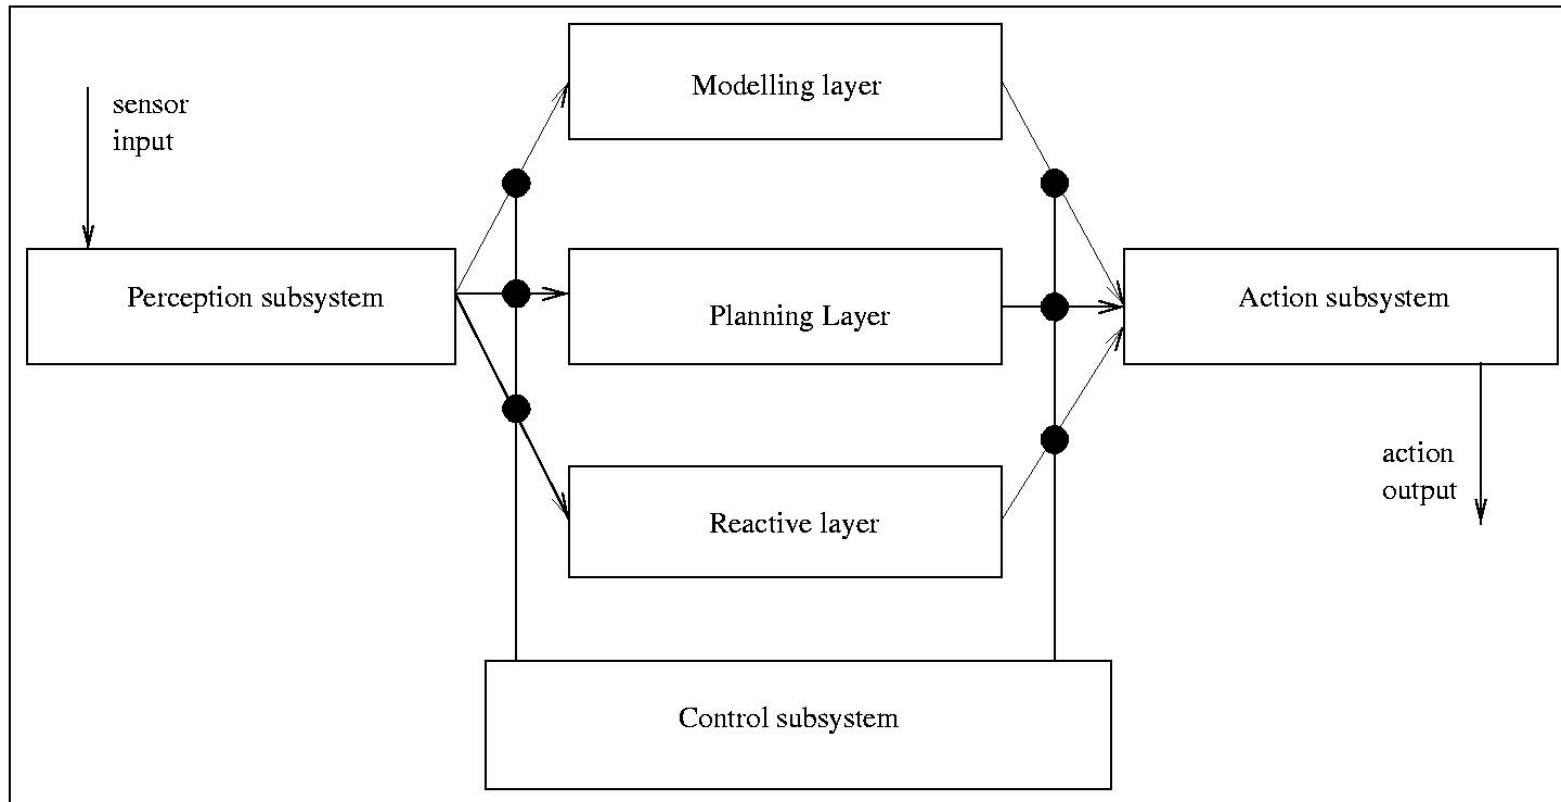 Modelling layer
sensor
input
Perception subsystem
Planning Layer
Action subsystem
Reactive layer
action
output
Control subsystem